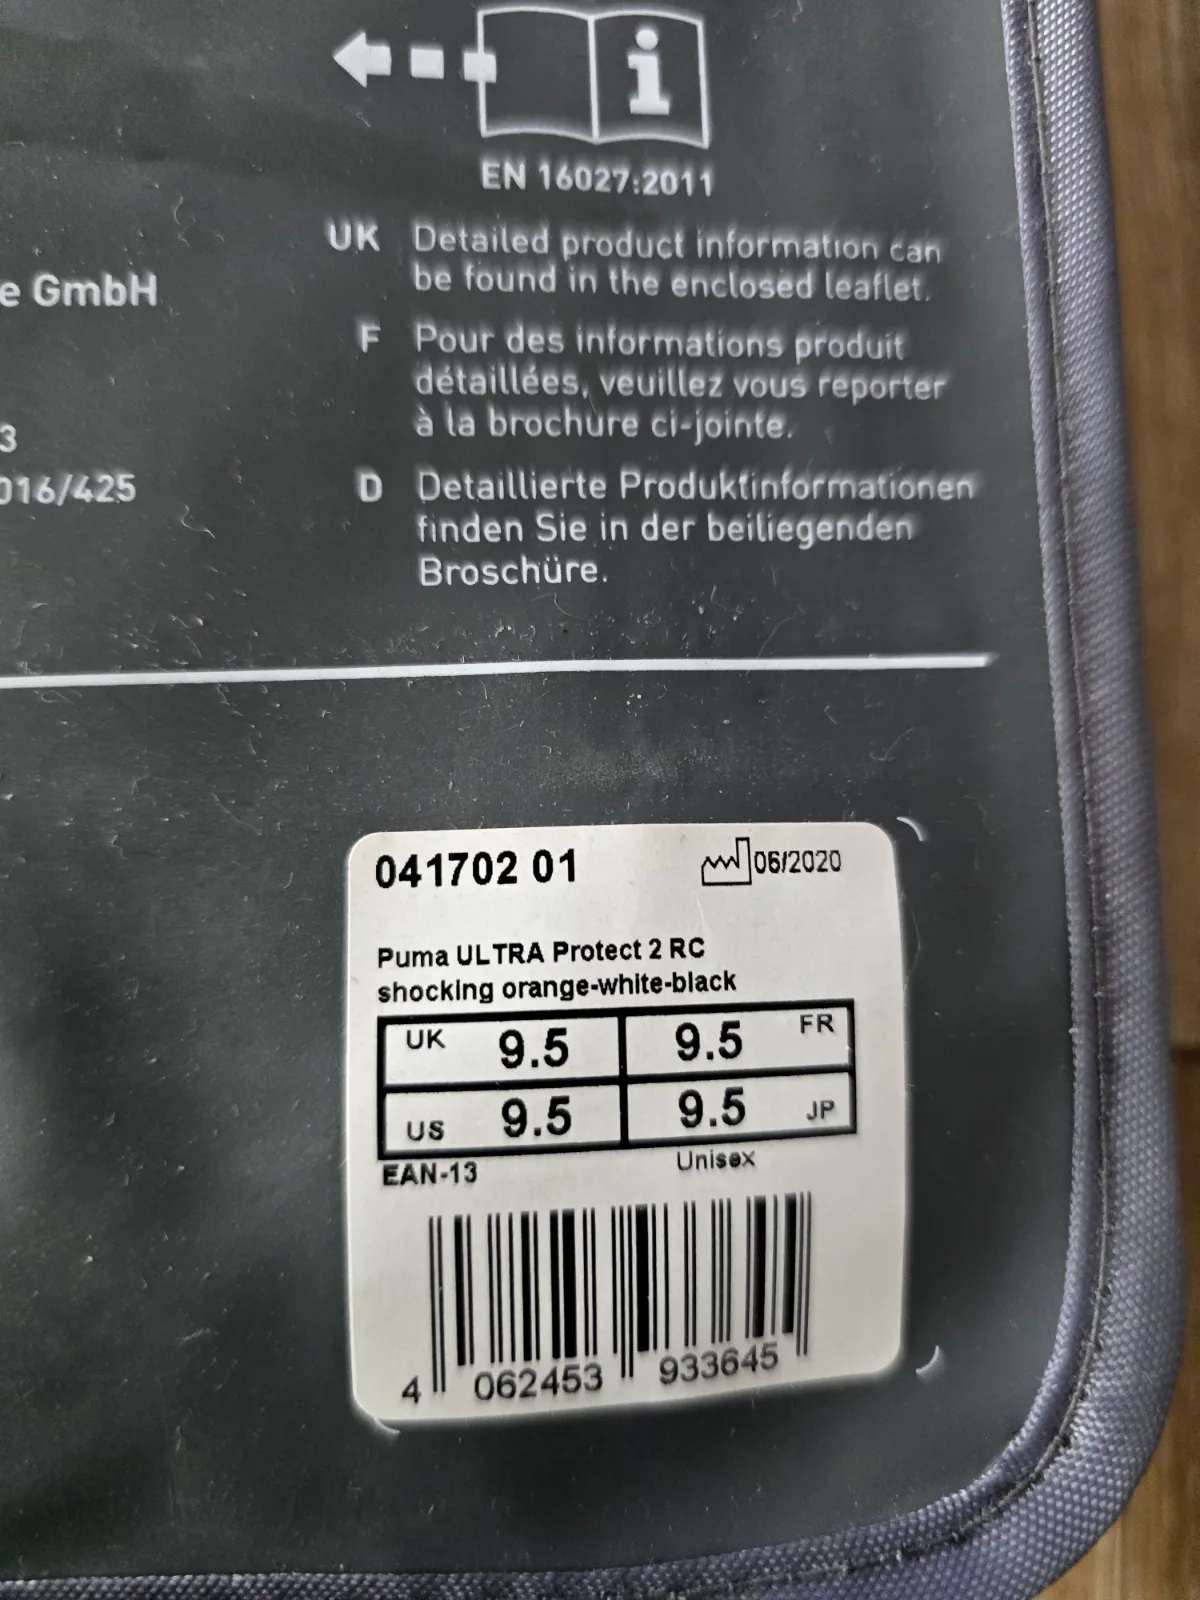 i
EN 16027:2011
UK Detailed product information can
be found in the enclosed leaflet.
e GmbH
F Pour des informations produit
détaillées, veuillez vous reporter
à la brochure ci-jointe.
3
016/425
D Detaillierte Produktinformationen
finden Sie in der beiliegenden
Broschüre.
041702 01
06/2020
Puma ULTRA Protect 2 RC
shocking orange-white-black
UK 9.5 9.5 FR
US 9.5 9.5 JP
EAN-13 Unisex
4 062453 933645